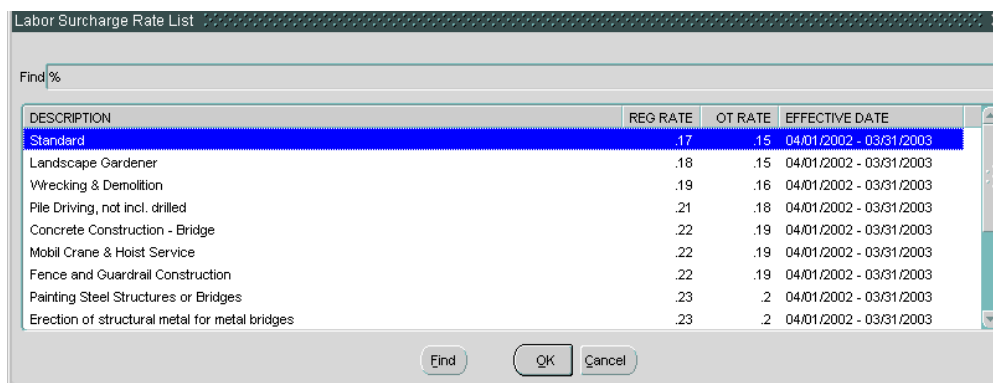 Labor Surcharge Rate List
Find %
DESCRIPTION REG RATE OT RATE EFFECTIVE DATE
Standard .17 .15 04/01/2002 - 03/31/2003
Landscape Gardener .18 .15 04/01/2002 - 03/31/2003
Wrecking & Demolition .19 .16 04/01/2002 - 03/31/2003
Pile Driving, not incl. drilled .21 .18 04/01/2002 - 03/31/2003
Concrete Construction - Bridge .22 .19 04/01/2002 - 03/31/2003
Mobil Crane & Hoist Service .22 .19 04/01/2002 - 03/31/2003
Fence and Guardrail Construction .22 .19 04/01/2002 - 03/31/2003
Painting Steel Structures or Bridges .23 .2 04/01/2002 - 03/31/2003
Erection of structural metal for metal bridges .23 .2 04/01/2002 - 03/31/2003
Find OK Cancel